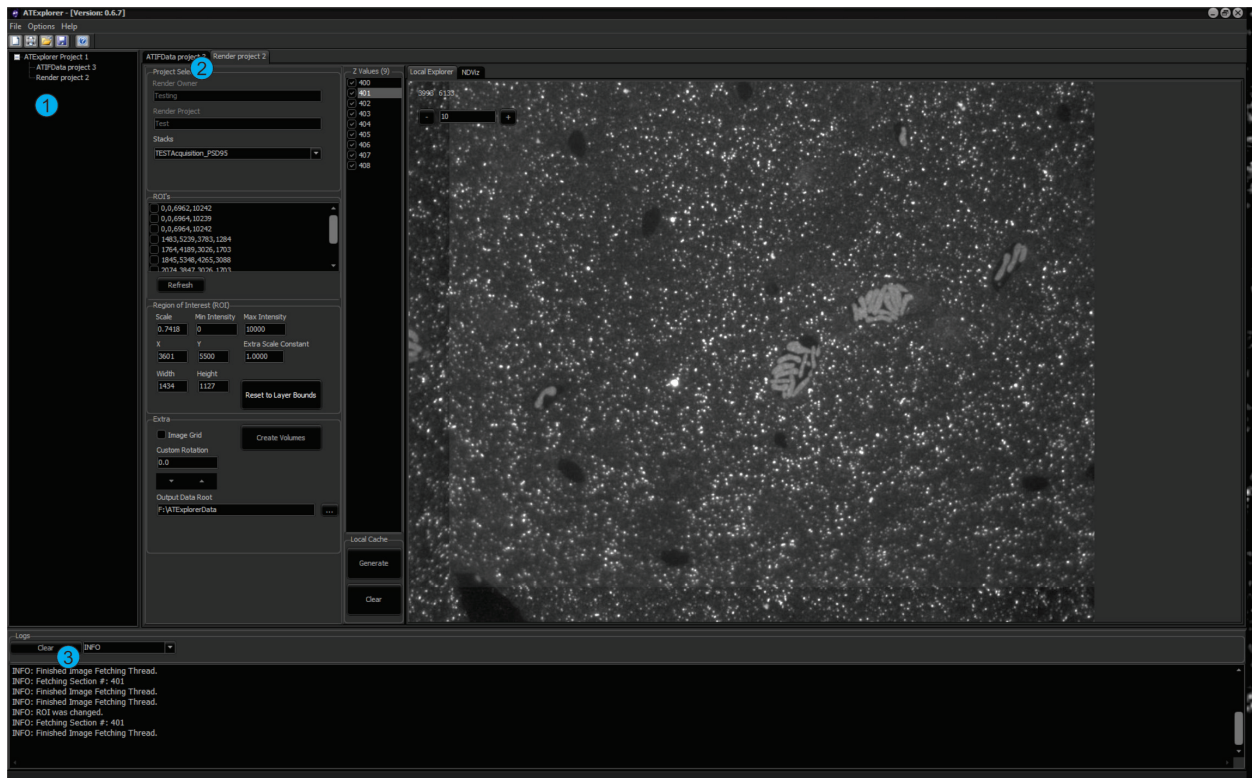 ATExplorer - [Version: 0.6.7]
File Options Help
ATExplorer Project 1
ATIFData project 3
Render project 2
1
ATIFData project 3
Render project 2
2
Project Selec
Render Owner
Testing
Render Project
Test
Stacks
TESTAcquisition_PSD95
ROI's
0,0,6962,10242
0,0,6964,10239
0,0,6964,10242
1483,5239,3783,1284
1764,4189,3026,1703
1845,5348,4265,3088
2074,3847,3026,1703
Refresh
Region of Interest (ROI)
Scale Min Intensity Max Intensity
0.7418 0 10000
X Y Extra Scale Constant
3601 5500 1.0000
Width Height
1434 1127
Reset to Layer Bounds
Extra
Image Grid
Create Volumes
Custom Rotation
0.0
Output Data Root
F:\ATExplorerData
...
Z Values (9)
400
401
402
403
404
405
406
407
408
Local Cache
Generate
Clear
Local Explorer NDViz
3990 6133
- 10 +
Logs
Clear INFO
3
INFO: Finished Image Fetching Thread.
INFO: Fetching Section #: 401
INFO: Finished Image Fetching Thread.
INFO: Finished Image Fetching Thread.
INFO: ROI was changed.
INFO: Fetching Section #: 401
INFO: Finished Image Fetching Thread.